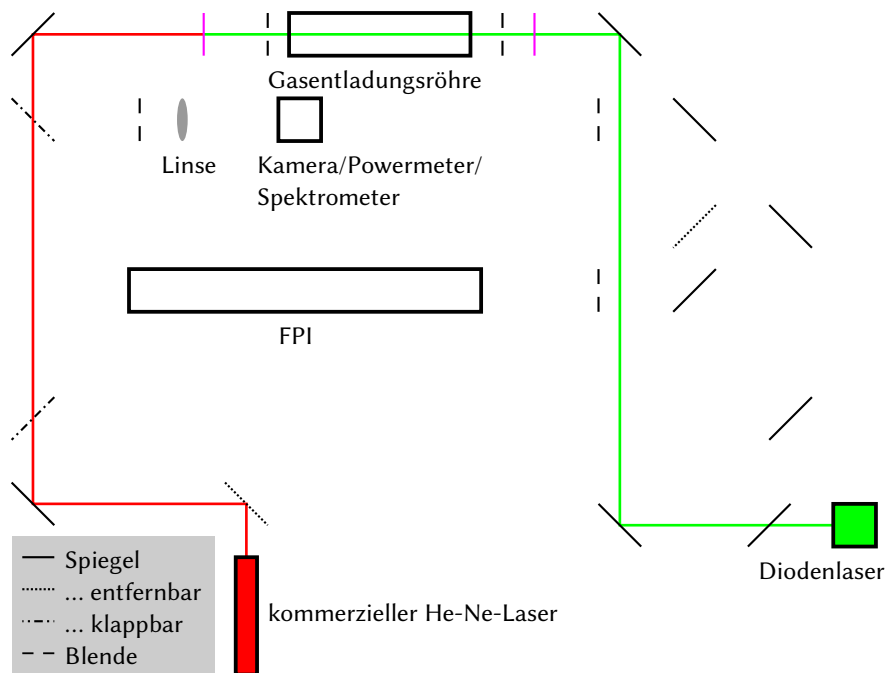 Gasentladungsröhre
Linse
Kamera/Powermeter/
Spektrometer
FPI
Diodenlaser
kommerzieller He-Ne-Laser
Spiegel
... entfernbar
... klappbar
Blende